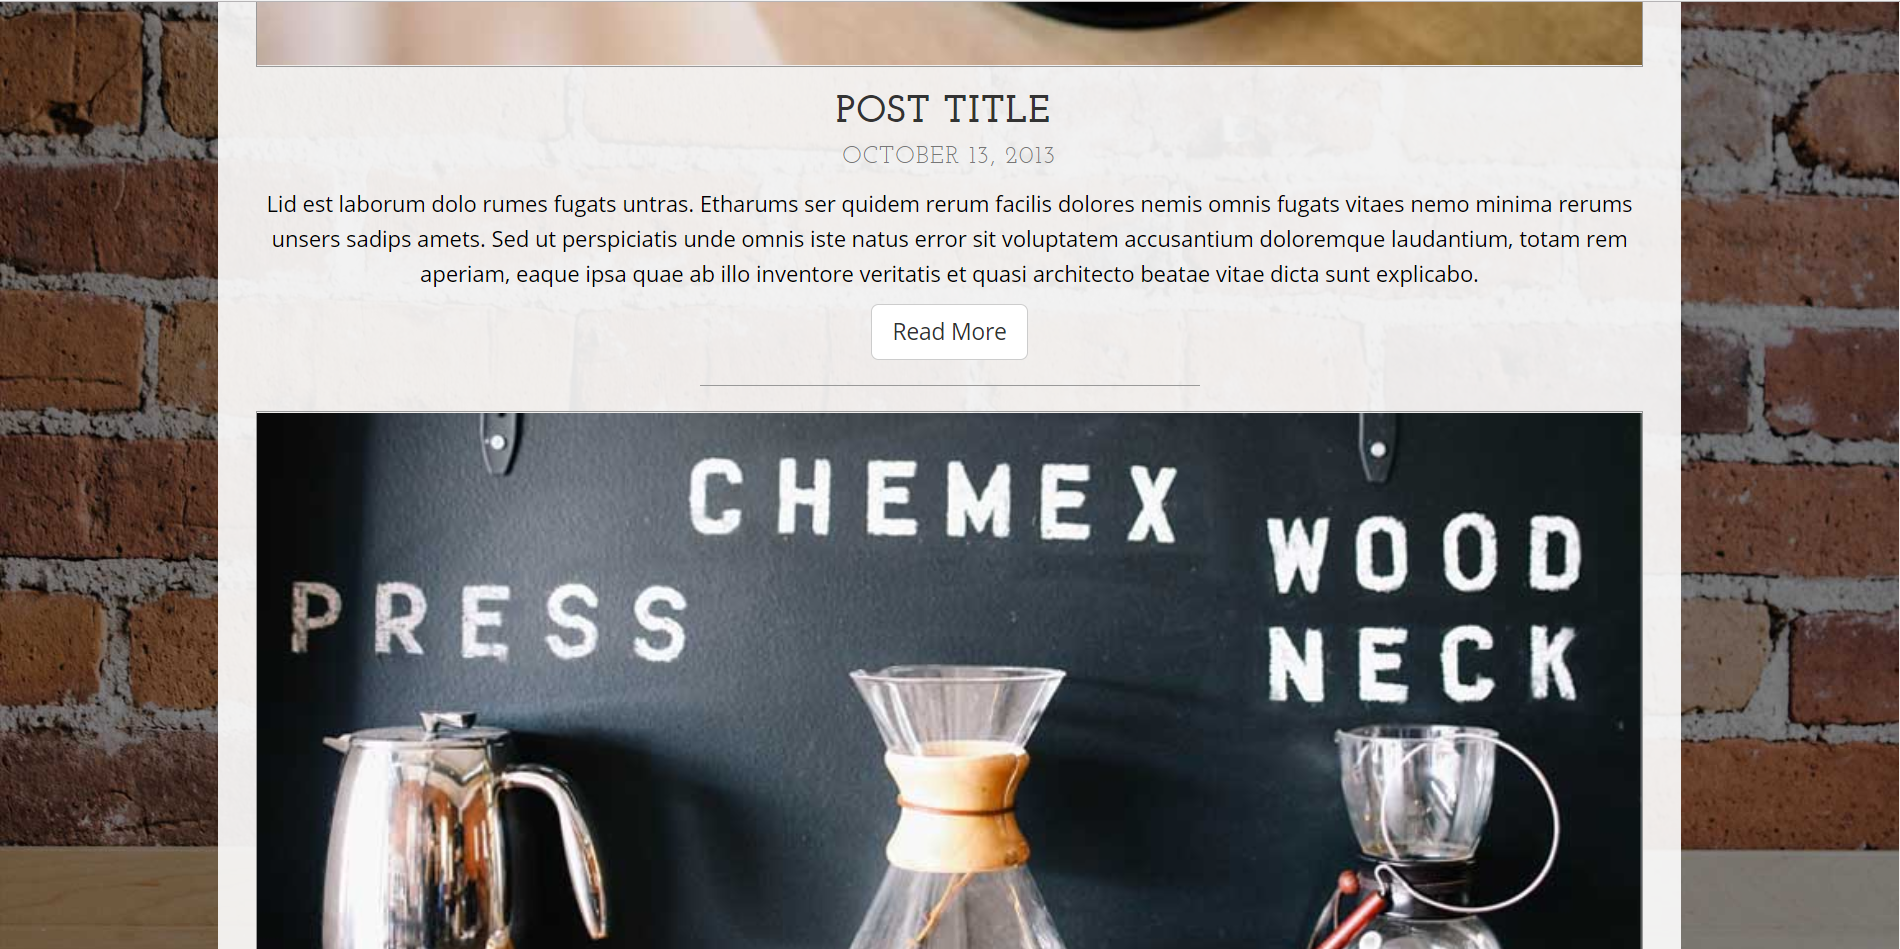 POST TITLE
OCTOBER 13, 2013
Lid est laborum dolo rumes fugats untras. Etharums ser quidem rerum facilis dolores nemis omnis fugats vitaes nemo minima rerums
unsers sadips amets. Sed ut perspiciatis unde omnis iste natus error sit voluptatem accusantium doloremque laudantium, totam rem
aperiam, eaque ipsa quae ab illo inventore veritatis et quasi architecto beatae vitae dicta sunt explicabo.
Read More
PRESS
CHEMEX
WOOD
NECK